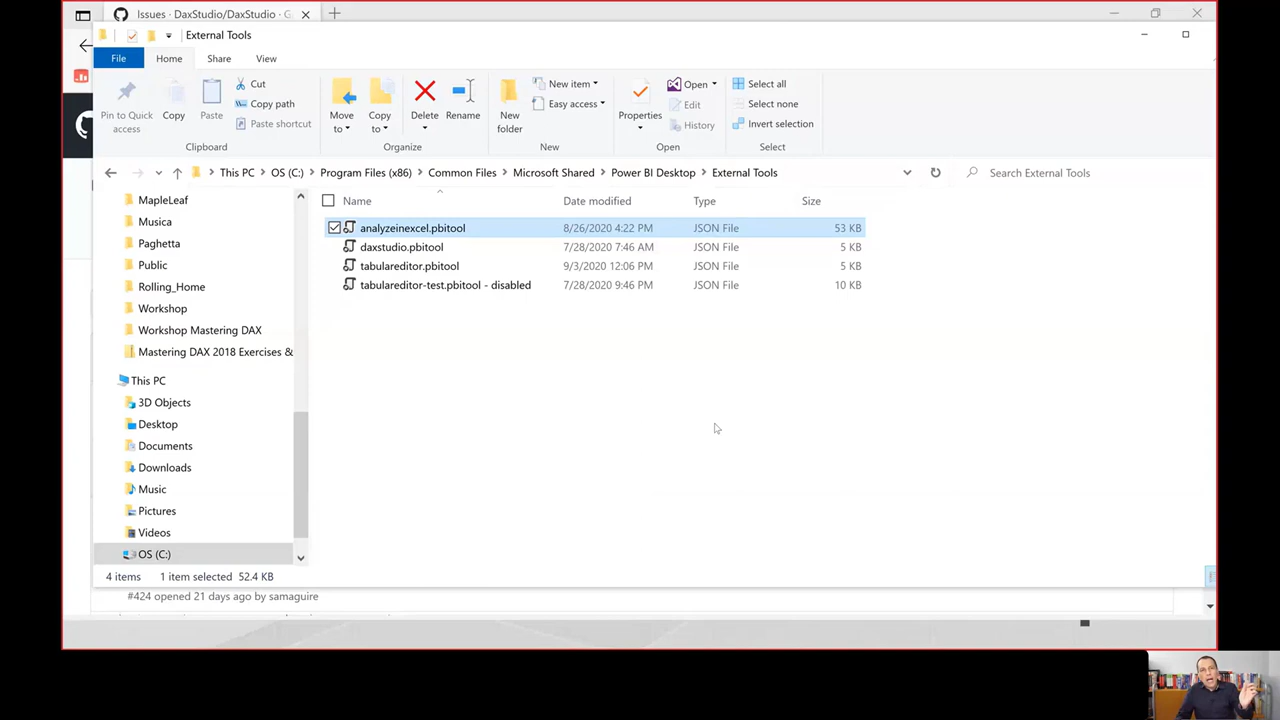 Issues · DaxStudio/DaxStudio · G
External Tools
File Home Share View
Pin to Quick access
Copy
Paste
Cut
Copy path
Paste shortcut
Clipboard
Move to
Copy to
Delete
Rename
Organize
New folder
New item
Easy access
New
Properties
Open
Edit
History
Open
Select all
Select none
Invert selection
Select
This PC OS (C:) Program Files (x86) Common Files Microsoft Shared Power BI Desktop External Tools
Search External Tools
Name Date modified Type Size
analyzeinexcel.pbitool 8/26/2020 4:22 PM JSON File 53 KB
daxstudio.pbitool 7/28/2020 7:46 AM JSON File 5 KB
tabulareditor.pbitool 9/3/2020 12:06 PM JSON File 5 KB
tabulareditor-test.pbitool - disabled 7/28/2020 9:46 PM JSON File 10 KB
MapleLeaf
Musica
Paghetta
Public
Rolling_Home
Workshop
Workshop Mastering DAX
Mastering DAX 2018 Exercises &
This PC
3D Objects
Desktop
Documents
Downloads
Music
Pictures
Videos
OS (C:)
4 items 1 item selected 52.4 KB
#424 opened 21 days ago by samaguire